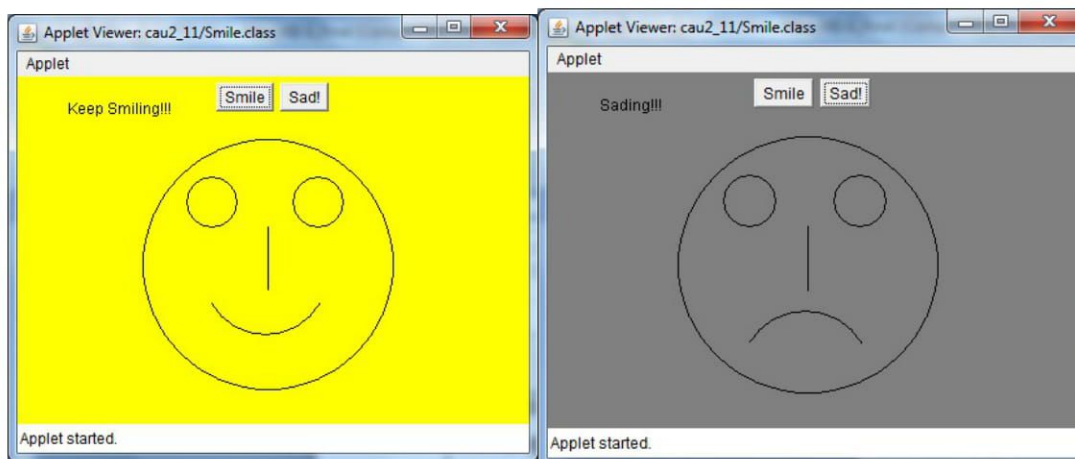 Applet Viewer: cau2_11/Smile.class
Applet
Keep Smiling!!!
Smile
Sad!
Applet started.
Applet Viewer: cau2_11/Smile.class
Applet
Sading!!!
Smile
Sad!
Applet started.